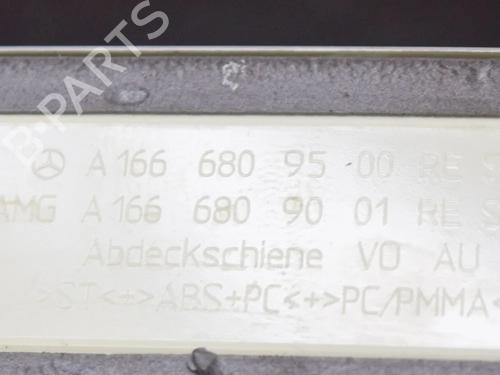 B-PARTS
A 166 680 95 00 RE S
AMG A 166 680 90 01 RE S
Abdeckschiene VO AU
>ST<+>ABS+PC<+>PC/PMMA<